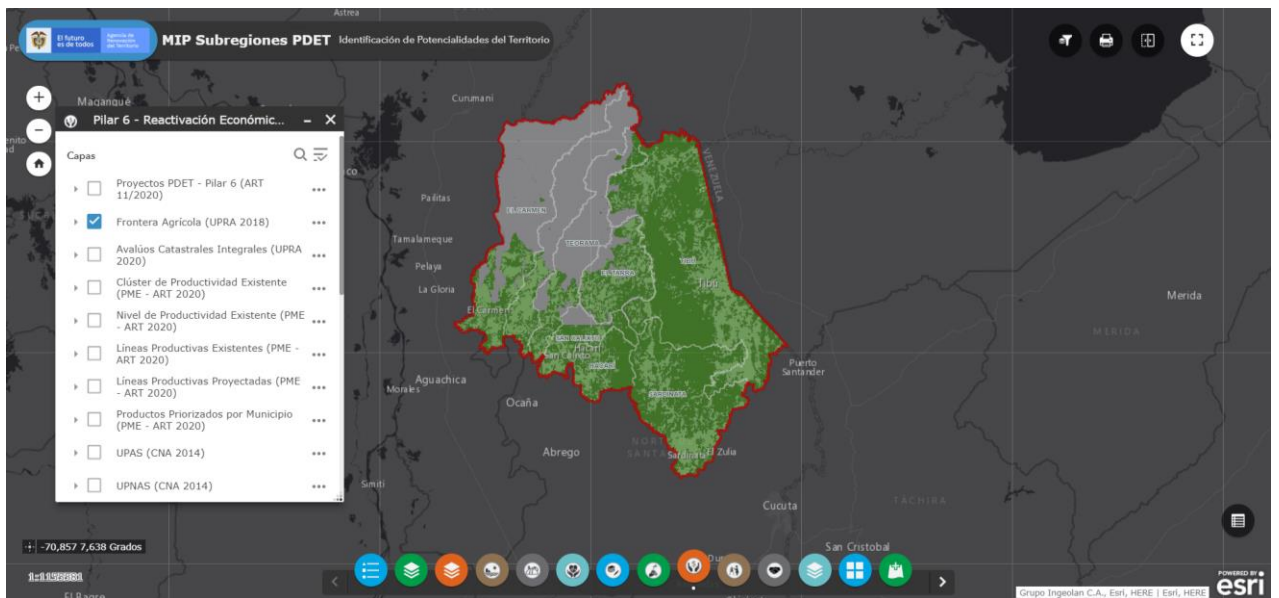 Astrea
El futuro
es de todos
Agencia de
Renovación
del Territorio
MIP Subregiones PDET Identificación de Potencialidades del Territorio
Magangué
Curumaní
Pilar 6 - Reactivación Económic...
Capas
Proyectos PDET - Pilar 6 (ART
11/2020)
Frontera Agrícola (UPRA 2018)
Avalúos Catastrales Integrales (UPRA
2020)
Clúster de Productividad Existente
(PME - ART 2020)
Nivel de Productividad Existente (PME
- ART 2020)
Líneas Productivas Existentes (PME -
ART 2020)
Líneas Productivas Proyectadas (PME
- ART 2020)
Productos Priorizados por Municipio
(PME - ART 2020)
UPAS (CNA 2014)
UPNAS (CNA 2014)
VENEZUELA
Pailitas
EL CARMEN
TEORAMA
Tamalameque
Pelaya
EL TARRA
TIBÚ
Tibú
La Gloria
El Carmen
Merida
MERIDA
SAN CALIXTO
Hacarí
San Calixto
HACARÍ
Puerto
Santander
Aguachica
Morales
SARDINATA
Ocaña
Abrego
Sardinata
El Zulia
Simití
Cucuta
TACHIRA
San Cristobal
-70,857 7,638 Grados
El Bagre
Grupo Ingeolan C.A., Esri, HERE | Esri, HERE
POWERED BY
esri